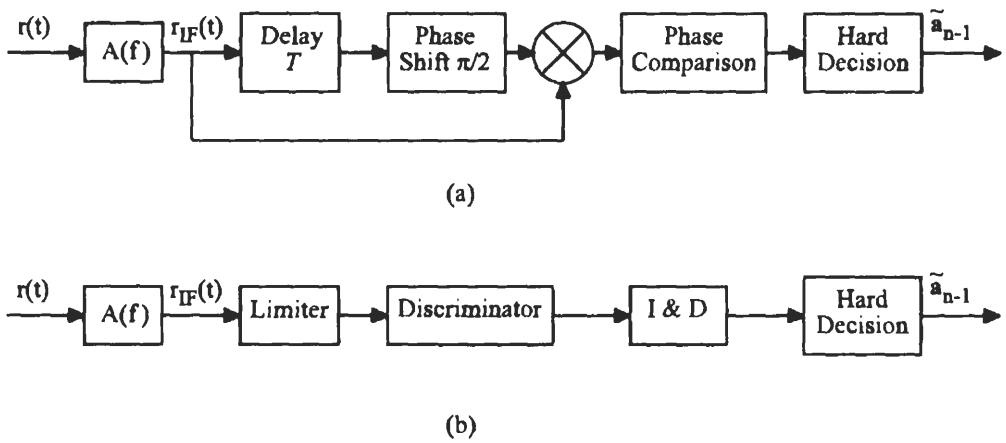 r(t)
A(f)
r_IF(t)
Delay
T
Phase
Shift π/2
Phase
Comparison
Hard
Decision
ã_n-1
(a)
r(t)
A(f)
r_IF(t)
Limiter
Discriminator
I & D
Hard
Decision
ã_n-1
(b)